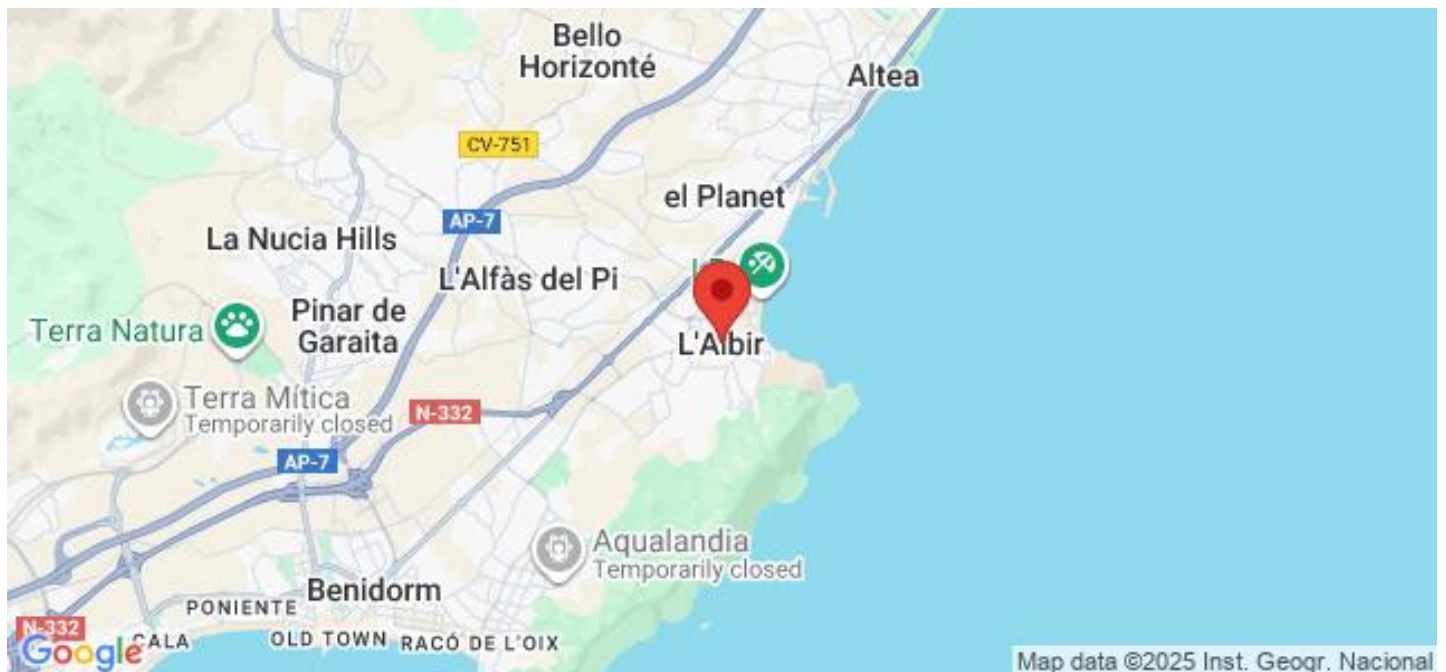 Bello
Horizonté
Altea
CV-751
el Planet
AP-7
La Nucia Hills
L'Alfàs del Pi
Pinar de
Garaita
Terra Natura
L'Albir
Terra Mítica
Temporarily closed
N-332
AP-7
Aqualandia
Temporarily closed
Benidorm
PONIENTE
N-332
CALA
OLD TOWN
RACÓ DE L'OIX
Google
Map data ©2025 Inst. Geogr. Nacional